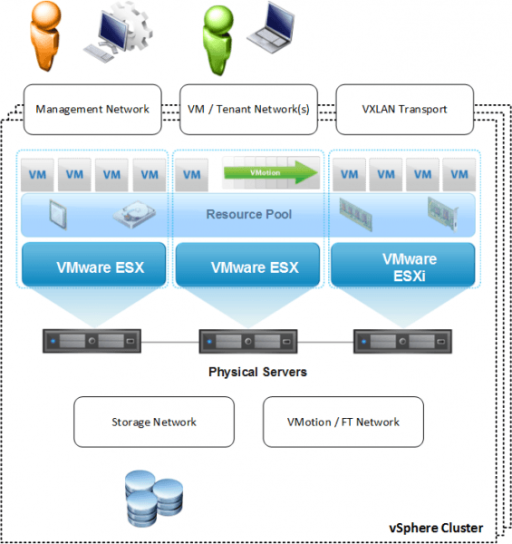 Management Network
VM / Tenant Network(s)
VXLAN Transport
VM VM VM VM VM VMotion VM VM VM VM
Resource Pool
VMware ESX
VMware ESX
VMware
ESXi
Physical Servers
Storage Network
VMotion / FT Network
vSphere Cluster